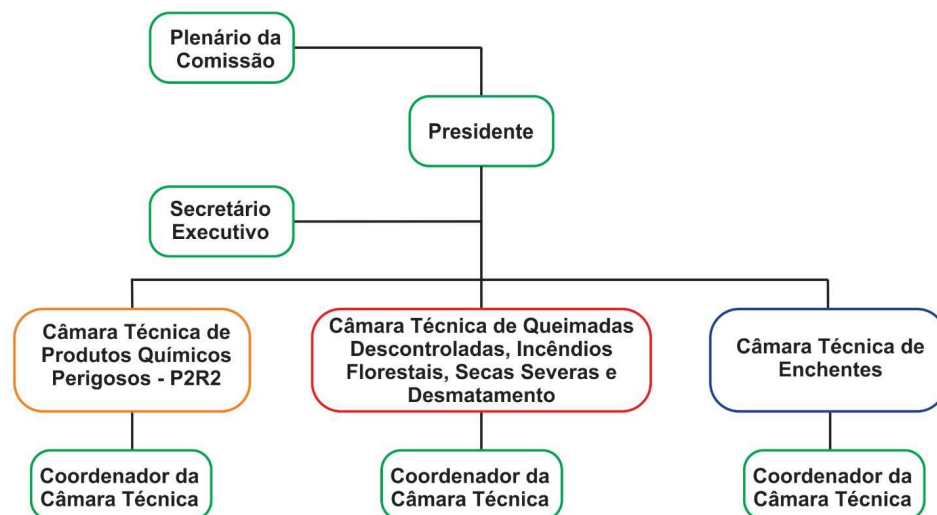 Plenário da
Comissão
Presidente
Secretário
Executivo
Câmara Técnica de
Produtos Químicos
Perigosos - P2R2
Câmara Técnica de Queimadas
Descontroladas, Incêndios
Florestais, Secas Severas e
Desmatamento
Câmara Técnica de
Enchentes
Coordenador da
Câmara Técnica
Coordenador da
Câmara Técnica
Coordenador da
Câmara Técnica